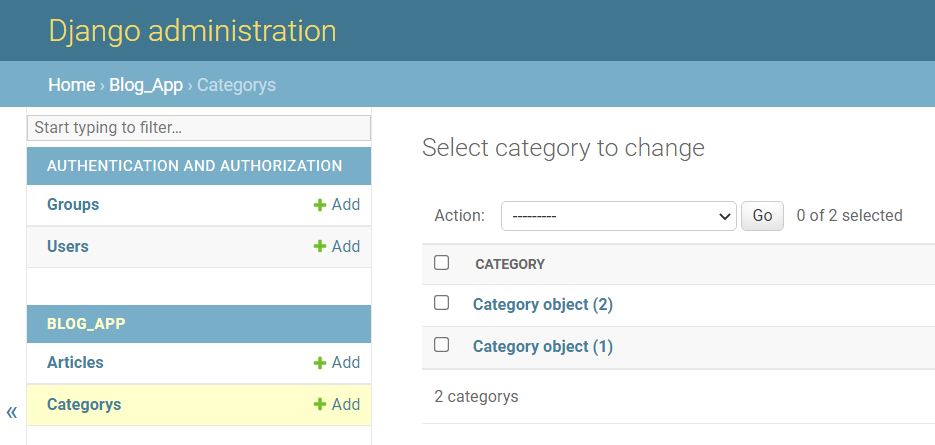 Django administration
Home › Blog_App › Categorys
Start typing to filter…
AUTHENTICATION AND AUTHORIZATION
Groups + Add
Users + Add
BLOG_APP
Articles + Add
Categorys + Add
«
Select category to change
Action: --------- Go 0 of 2 selected
CATEGORY
Category object (2)
Category object (1)
2 categorys